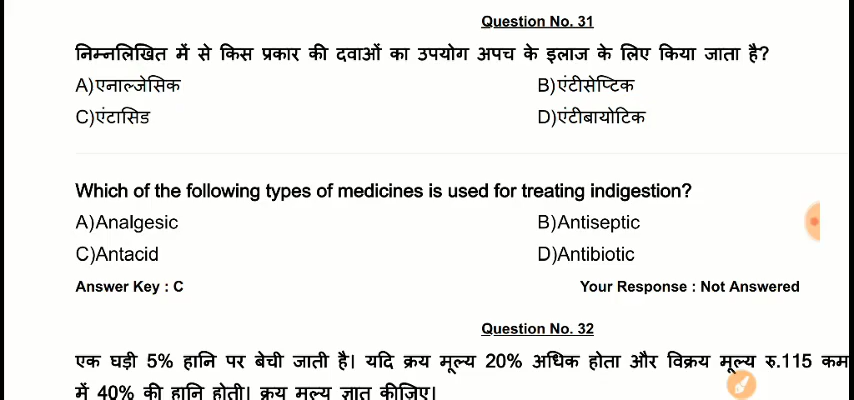 Question No. 31
निम्नलिखित में से किस प्रकार की दवाओं का उपयोग अपच के इलाज के लिए किया जाता है?
A)एनाल्जेसिक B)एंटीसेप्टिक
C)एंटासिड D)एंटीबायोटिक
Which of the following types of medicines is used for treating indigestion?
A)Analgesic B)Antiseptic
C)Antacid D)Antibiotic
Answer Key : C Your Response : Not Answered
Question No. 32
एक घड़ी 5% हानि पर बेची जाती है। यदि क्रय मूल्य 20% अधिक होता और विक्रय मूल्य रु.115 कम
में 40% की हानि होती। क्रय मूल्य ज्ञात कीजिए।